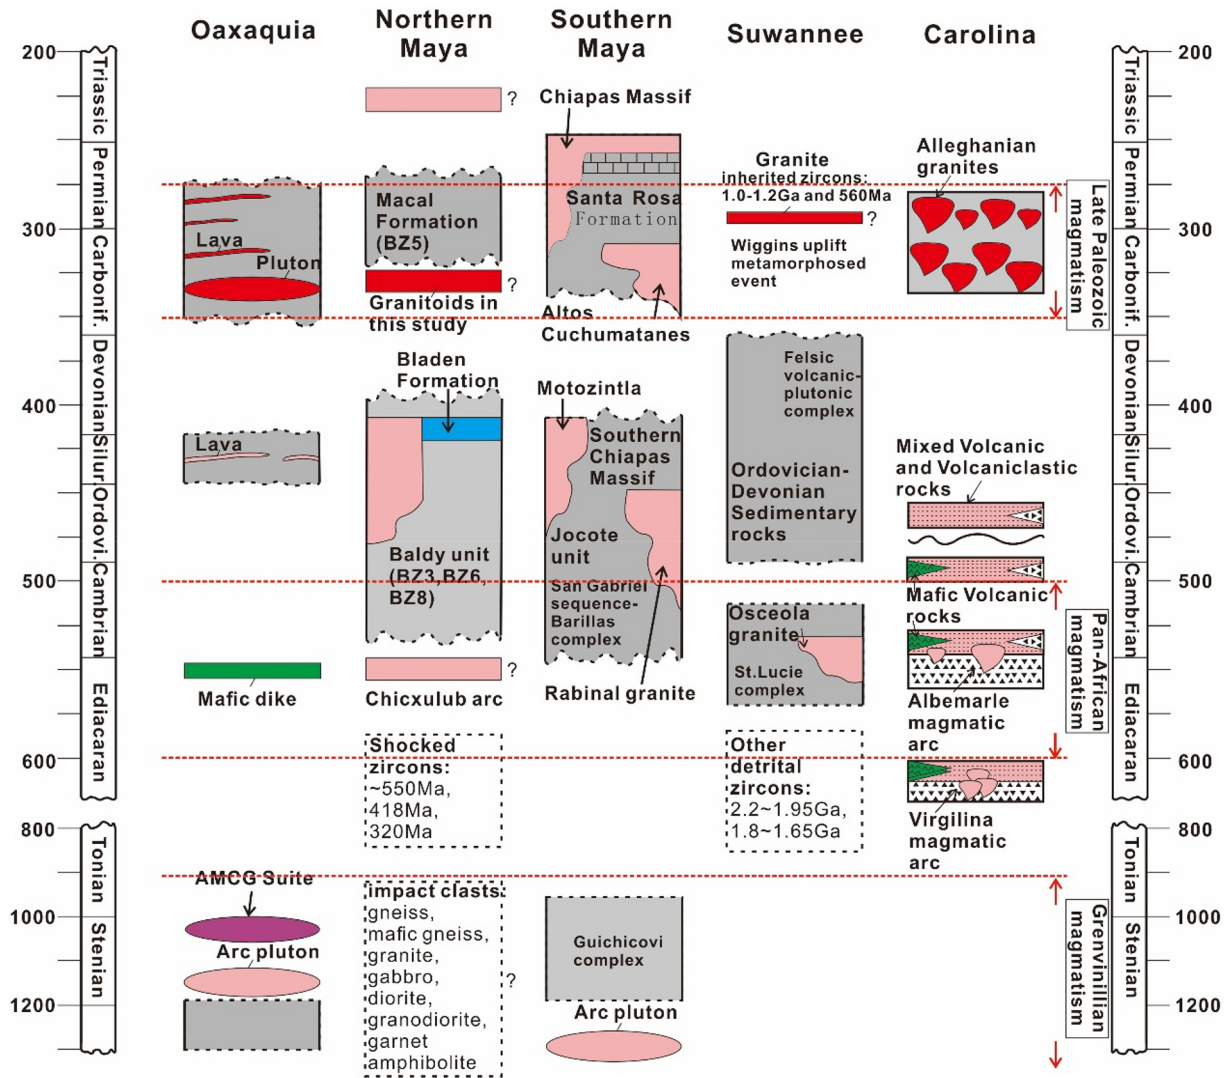 Oaxaquia
Northern
Maya
Southern
Maya
Suwannee
Carolina
200
300
400
500
600
800
1000
1200
Triassic
Permian
Carbonif.
Devonian
Silur.
Ordovi.
Cambrian
Ediacaran
Tonian
Stenian
Lava
Pluton
Lava
Mafic dike
AMCG Suite
Arc pluton
?
Macal
Formation
(BZ5)
?
Granitoids in
this study
Bladen
Formation
Baldy unit
(BZ3,BZ6,
BZ8)
?
Chicxulub arc
Shocked
zircons:
~550Ma,
418Ma,
320Ma
Impact clasts:
gneiss,
mafic gneiss,
granite,
gabbro,
diorite,
granodiorite,
garnet
amphibolite
?
Chiapas Massif
Santa Rosa
Formation
Altos
Cuchumatanes
Motozintla
Southern
Chiapas
Massif
Jocote
unit
San Gabriel
sequence-
Barillas
complex
Rabinal granite
Guichicovi
complex
Arc pluton
Granite
inherited zircons:
1.0-1.2Ga and 560Ma
?
Wiggins uplift
metamorphosed
event
Felsic
volcanic-
plutonic
complex
Ordovician-
Devonian
Sedimentary
rocks
Osceola
granite
St.Lucie
complex
Other
detrital
zircons:
2.2~1.95Ga,
1.8~1.65Ga
Alleghanian
granites
Mixed Volcanic
and Volcaniclastic
rocks
Mafic Volcanic
rocks
Albemarle
magmatic
arc
Virgilina
magmatic
arc
Late Paleozoic
magmatism
Pan-African
magmatism
Grenvinillian
magmatism
Triassic
Permian
Carbonif.
Devonian
Silur.
Ordovi.
Cambrian
Ediacaran
Tonian
Stenian
200
300
400
500
600
800
1000
1200